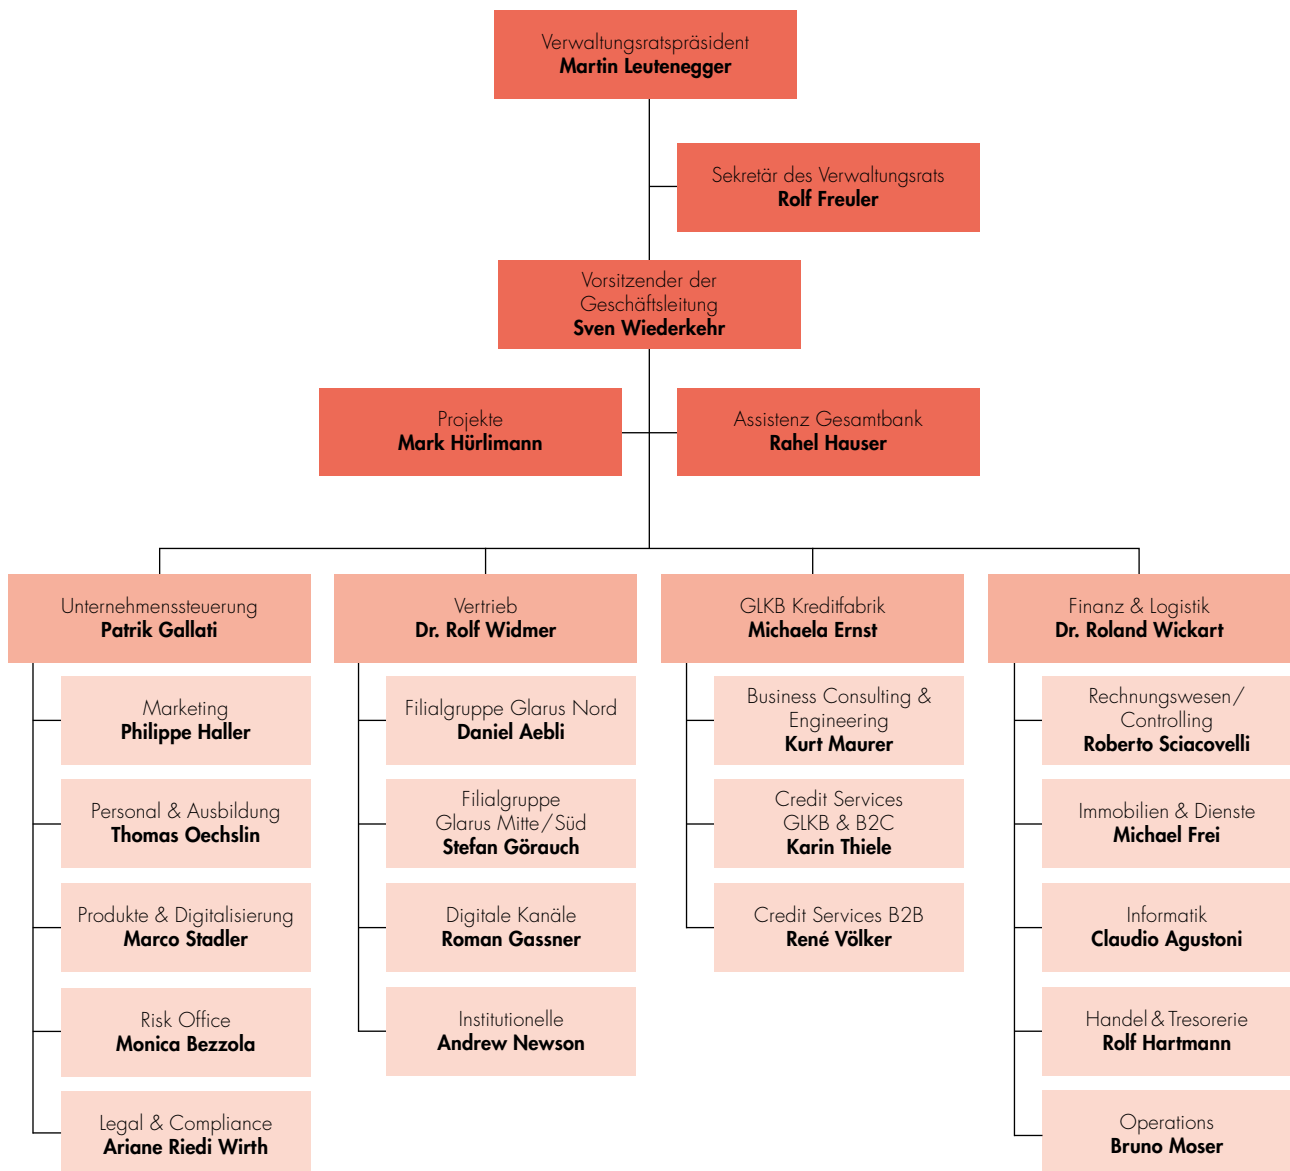 Verwaltungsratspräsident
Martin Leutenegger
Sekretär des Verwaltungsrats
Rolf Freuler
Vorsitzender der
Geschäftsleitung
Sven Wiederkehr
Projekte
Mark Hürlimann
Assistenz Gesamtbank
Rahel Hauser
Unternehmenssteuerung
Patrik Gallati
Marketing
Philippe Haller
Personal & Ausbildung
Thomas Oechslin
Produkte & Digitalisierung
Marco Stadler
Risk Office
Monica Bezzola
Legal & Compliance
Ariane Riedi Wirth
Vertrieb
Dr. Rolf Widmer
Filialgruppe Glarus Nord
Daniel Aebli
Filialgruppe
Glarus Mitte/Süd
Stefan Görauch
Digitale Kanäle
Roman Gassner
Institutionelle
Andrew Newson
GLKB Kreditfabrik
Michaela Ernst
Business Consulting &
Engineering
Kurt Maurer
Credit Services
GLKB & B2C
Karin Thiele
Credit Services B2B
René Völker
Finanz & Logistik
Dr. Roland Wickart
Rechnungswesen/
Controlling
Roberto Sciacovelli
Immobilien & Dienste
Michael Frei
Informatik
Claudio Agustoni
Handel & Tresorerie
Rolf Hartmann
Operations
Bruno Moser